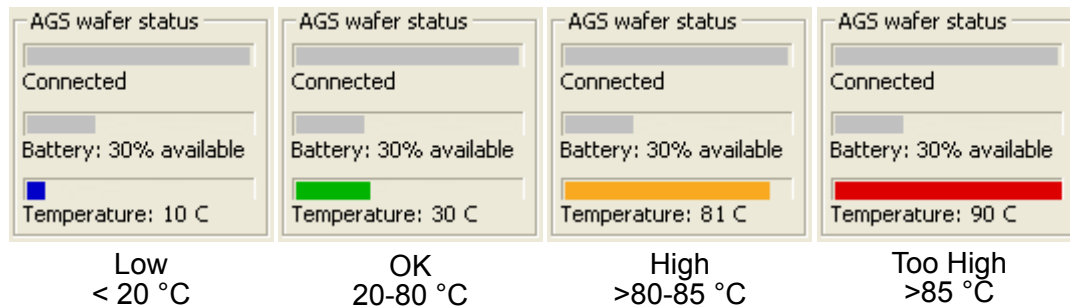 AGS wafer status
Connected
Battery: 30% available
Temperature: 10 C
Low
< 20 °C
AGS wafer status
Connected
Battery: 30% available
Temperature: 30 C
OK
20-80 °C
AGS wafer status
Connected
Battery: 30% available
Temperature: 81 C
High
>80-85 °C
AGS wafer status
Connected
Battery: 30% available
Temperature: 90 C
Too High
>85 °C